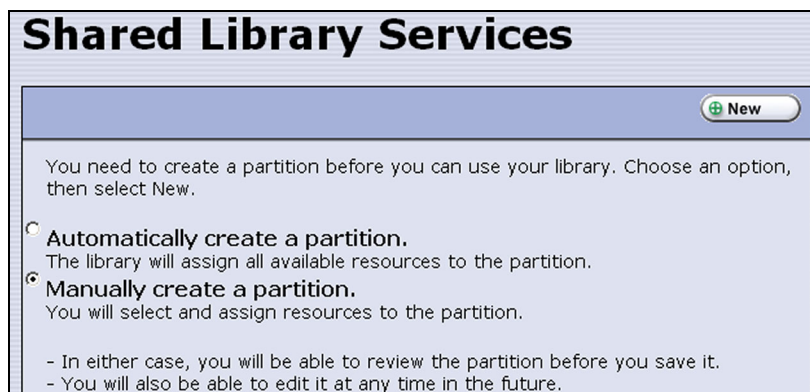 Shared Library Services
New
You need to create a partition before you can use your library. Choose an option,
then select New.
Automatically create a partition.
The library will assign all available resources to the partition.
Manually create a partition.
You will select and assign resources to the partition.
- In either case, you will be able to review the partition before you save it.
- You will also be able to edit it at any time in the future.